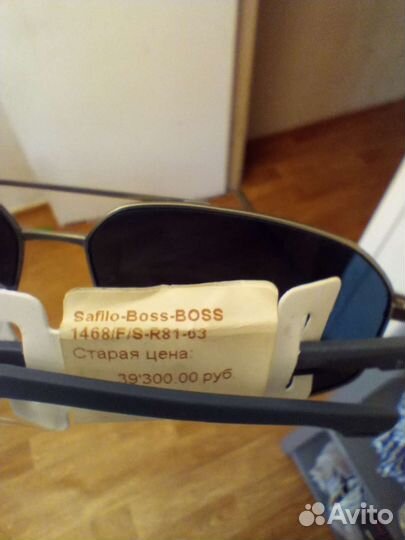 Safilo-Boss-BOSS
1468/F/S-R81-63
Старая цена:
39'300.00 руб
Avito